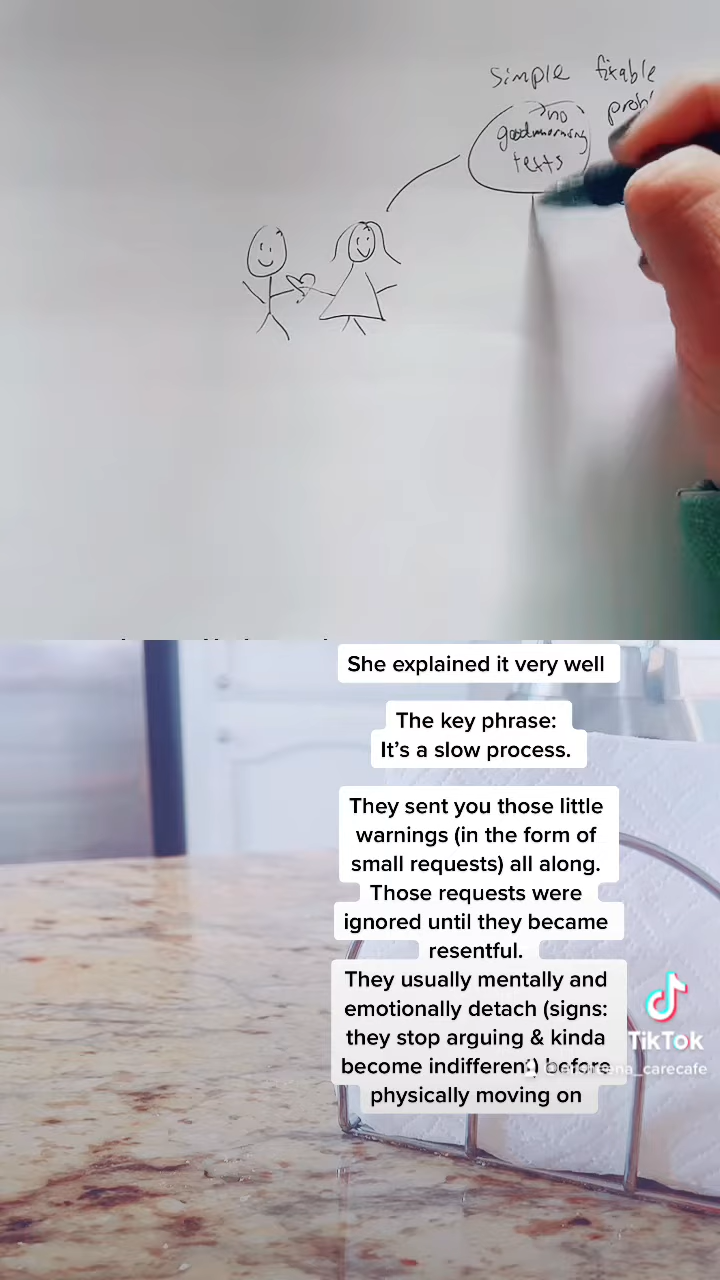 simple fixable
no
goodmorning
texts
She explained it very well
The key phrase:
It's a slow process.
They sent you those little
warnings (in the form of
small requests) all along.
Those requests were
ignored until they became
resentful.
They usually mentally and
emotionally detach (signs:
they stop arguing & kinda
become indifferent) before
physically moving on
TikTok